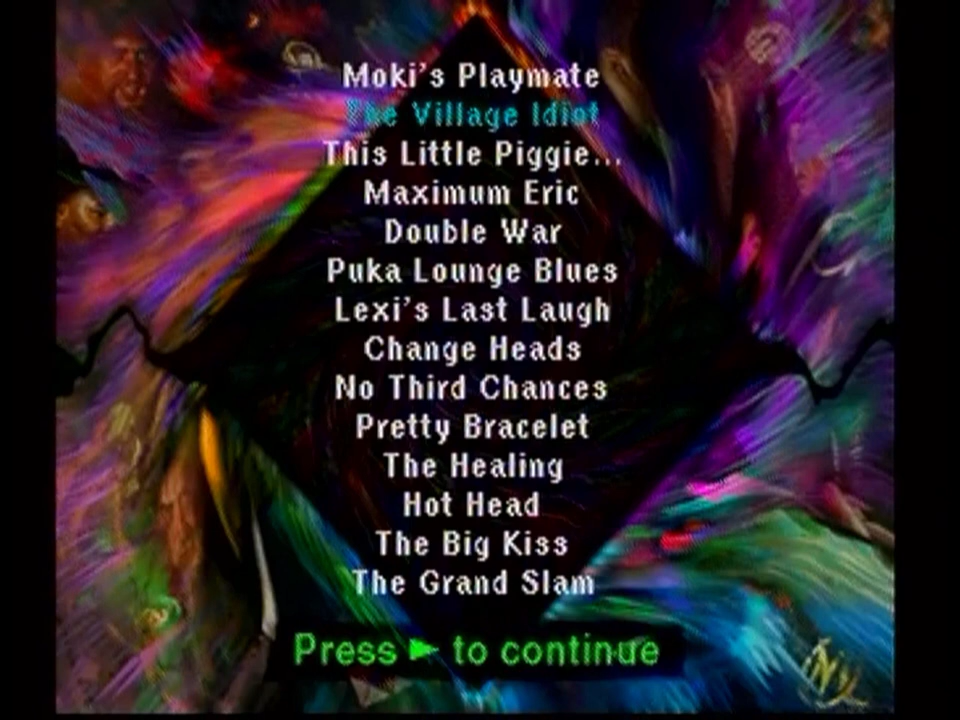 Moki's Playmate
The Village Idiot
This Little Piggie...
Maximum Eric
Double War
Puka Lounge Blues
Lexi's Last Laugh
Change Heads
No Third Chances
Pretty Bracelet
The Healing
Hot Head
The Big Kiss
The Grand Slam
Press ► to continue